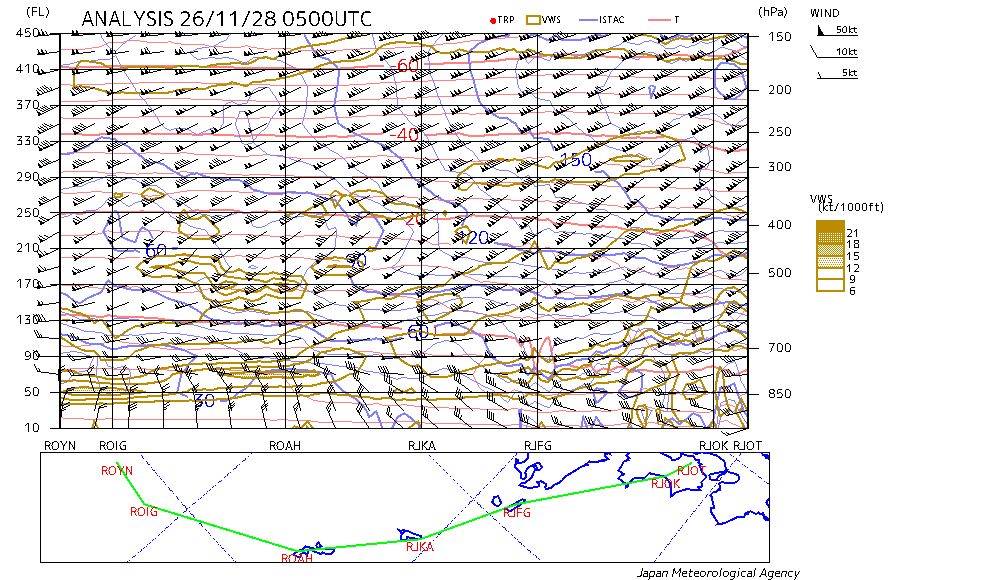 (FL) ANALYSIS 26/11/28 0500UTC TRP VWS ISTAC T (hPa) WIND
450 150 50kt
410 -60 10kt
5kt
200
370
-40 250
330
150 300
290
VWS
(kt/1000ft)
250 -20
400
120 21
210 60 90 18
500 15
170 12
9
6
130 60
700
90
50 30 850
10
ROYN ROIG ROAH RJKA RJFG RJOK RJOT
ROYN RJOT
RJOK
ROIG RJFG
RJKA
ROAH
Japan Meteorological Agency